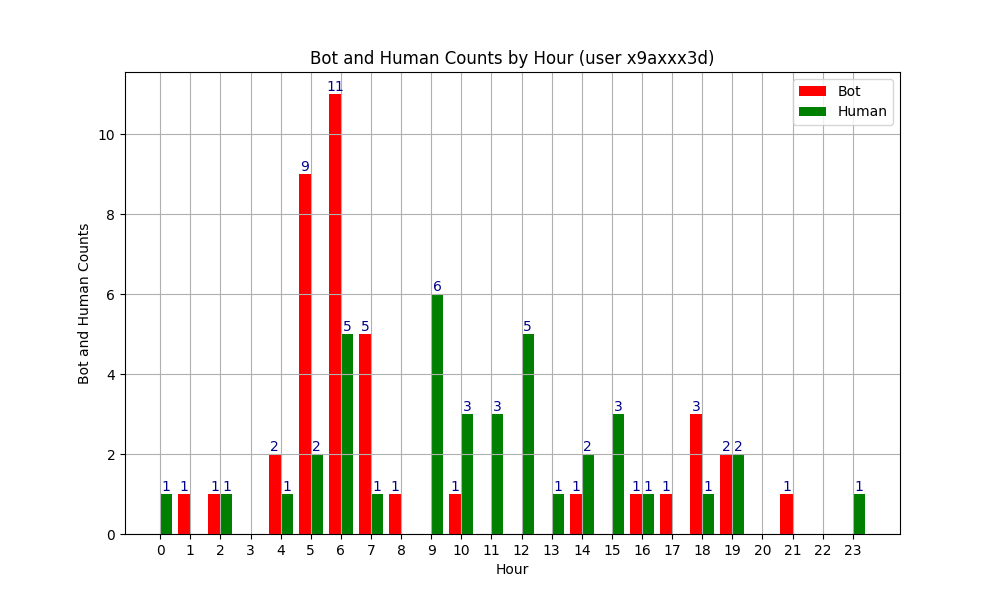 Bot and Human Counts by Hour (user x9axxx3d)
Bot
Human
Bot and Human Counts
10
8
6
4
2
0
11
9
6
5 5 5
3 3 3 3
2 2 2 2 2
1 1 1 1 1 1 1 1 1 1 1 1 1 1 1 1 1
0 1 2 3 4 5 6 7 8 9 10 11 12 13 14 15 16 17 18 19 20 21 22 23
Hour